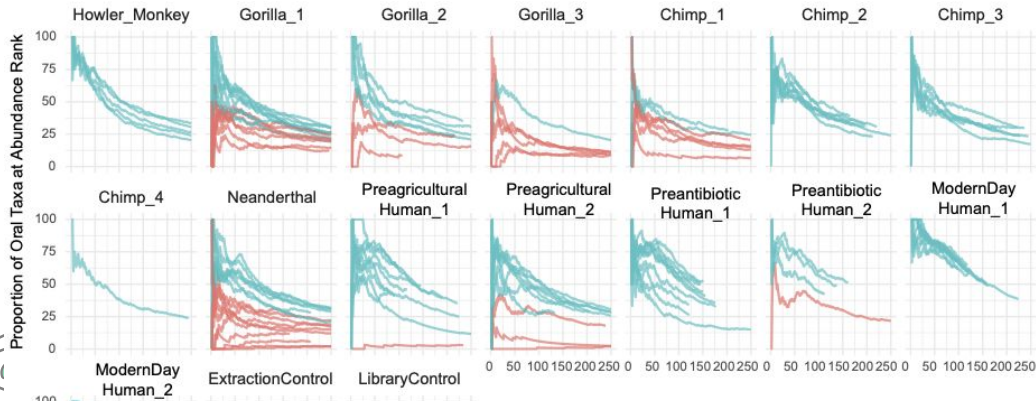 Howler_Monkey Gorilla_1 Gorilla_2 Gorilla_3 Chimp_1 Chimp_2 Chimp_3
Proportion of Oral Taxa at Abundance Rank
100
75
50
25
0
Chimp_4 Neanderthal Preagricultural Human_1 Preagricultural Human_2 Preantibiotic Human_1 Preantibiotic Human_2 ModernDay Human_1
100
75
50
25
0
0 50 100 150 200 250 0 50 100 150 200 250 0 50 100 150 200 250 0 50 100 150 200 250
ModernDay Human_2 ExtractionControl LibraryControl
100